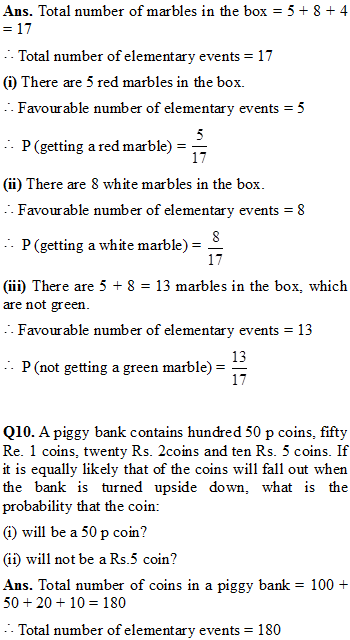 Ans. Total number of marbles in the box = 5 + 8 + 4
= 17
∴ Total number of elementary events = 17
(i) There are 5 red marbles in the box.
∴ Favourable number of elementary events = 5
∴ P (getting a red marble) = 5/17
(ii) There are 8 white marbles in the box.
∴ Favourable number of elementary events = 8
∴ P (getting a white marble) = 8/17
(iii) There are 5 + 8 = 13 marbles in the box, which
are not green.
∴ Favourable number of elementary events = 13
∴ P (not getting a green marble) = 13/17
Q10. A piggy bank contains hundred 50 p coins, fifty
Re. 1 coins, twenty Rs. 2coins and ten Rs. 5 coins. If
it is equally likely that of the coins will fall out when
the bank is turned upside down, what is the
probability that the coin:
(i) will be a 50 p coin?
(ii) will not be a Rs.5 coin?
Ans. Total number of coins in a piggy bank = 100 +
50 + 20 + 10 = 180
∴ Total number of elementary events = 180